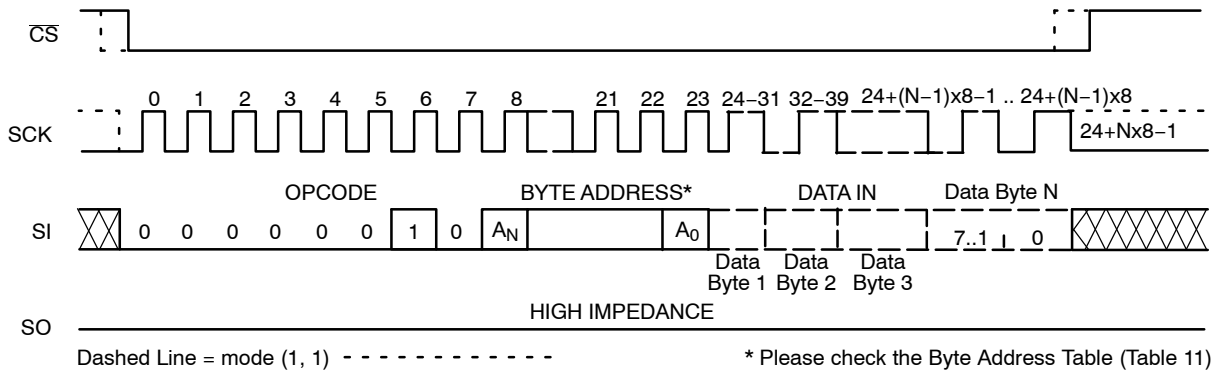 CS
0 1 2 3 4 5 6 7 8 21 22 23 24−31 32−39 24+(N−1)x8−1 .. 24+(N−1)x8
SCK
24+Nx8−1
OPCODE BYTE ADDRESS* DATA IN Data Byte N
SI 0 0 0 0 0 0 1 0 AN A0 7..1 0
Data Byte 1
Data Byte 2
Data Byte 3
HIGH IMPEDANCE
SO
Dashed Line = mode (1, 1)
* Please check the Byte Address Table (Table 11)